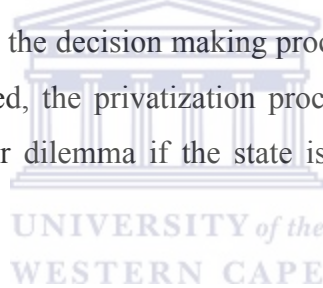 the decision making proc
ed, the privatization proc
r dilemma if the state is
UNIVERSITY of the
WESTERN CAPE